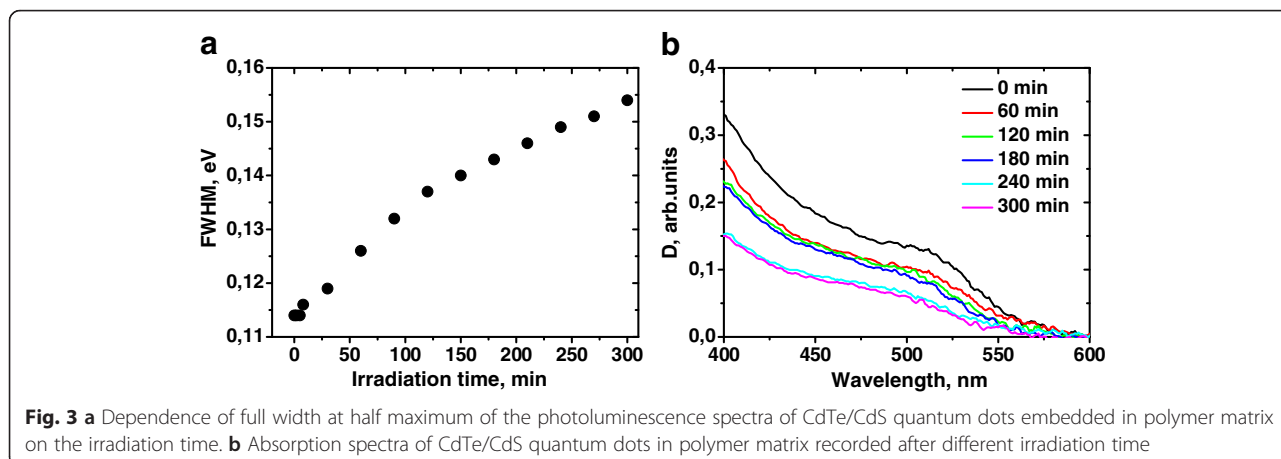 a
0,16
0,15
0,14
0,13
0,12
0,11
FWHM, eV
0 50 100 150 200 250 300
Irradiation time, min
b
0,4
0,3
0,2
0,1
0,0
D, arb.units
400 450 500 550 600
Wavelength, nm
0 min
60 min
120 min
180 min
240 min
300 min
Fig. 3 a Dependence of full width at half maximum of the photoluminescence spectra of CdTe/CdS quantum dots embedded in polymer matrix
on the irradiation time. b Absorption spectra of CdTe/CdS quantum dots in polymer matrix recorded after different irradiation time